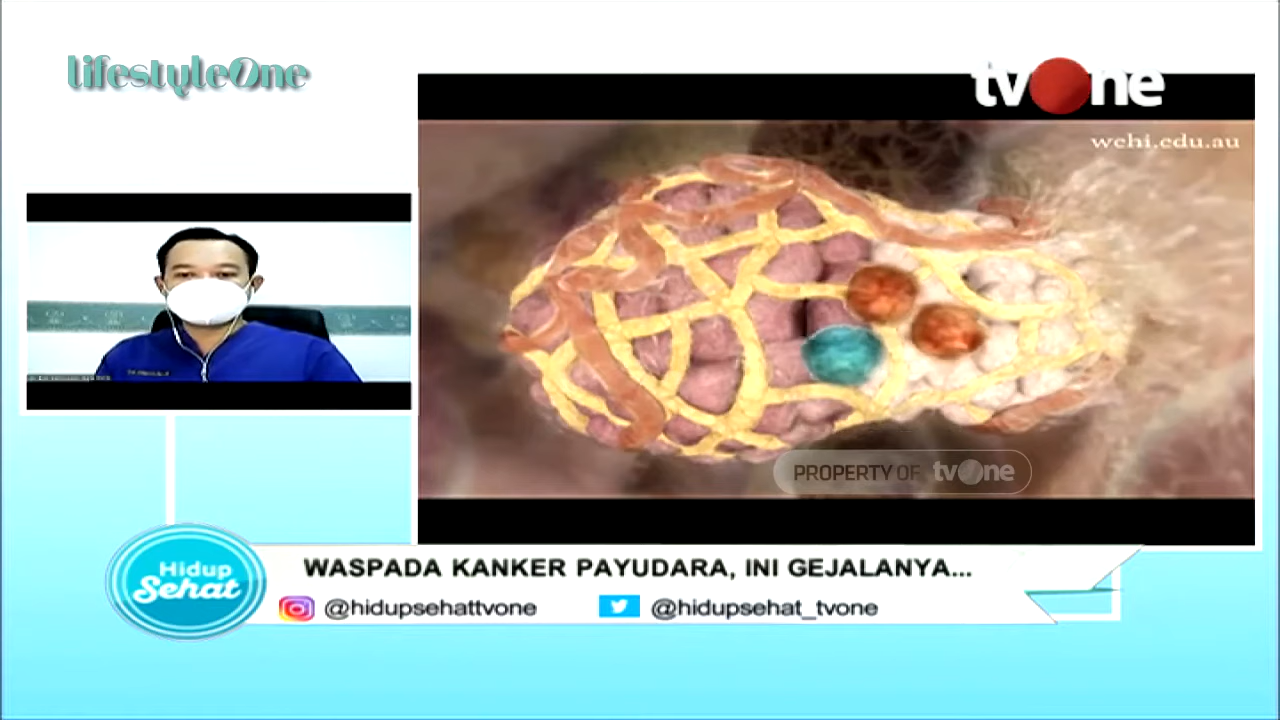 lifestyleOne
tvOne
wehi.edu.au
PROPERTY OF tvOne
Hidup
Sehat
WASPADA KANKER PAYUDARA, INI GEJALANYA...
@hidupsehattvone
@hidupsehat_tvone